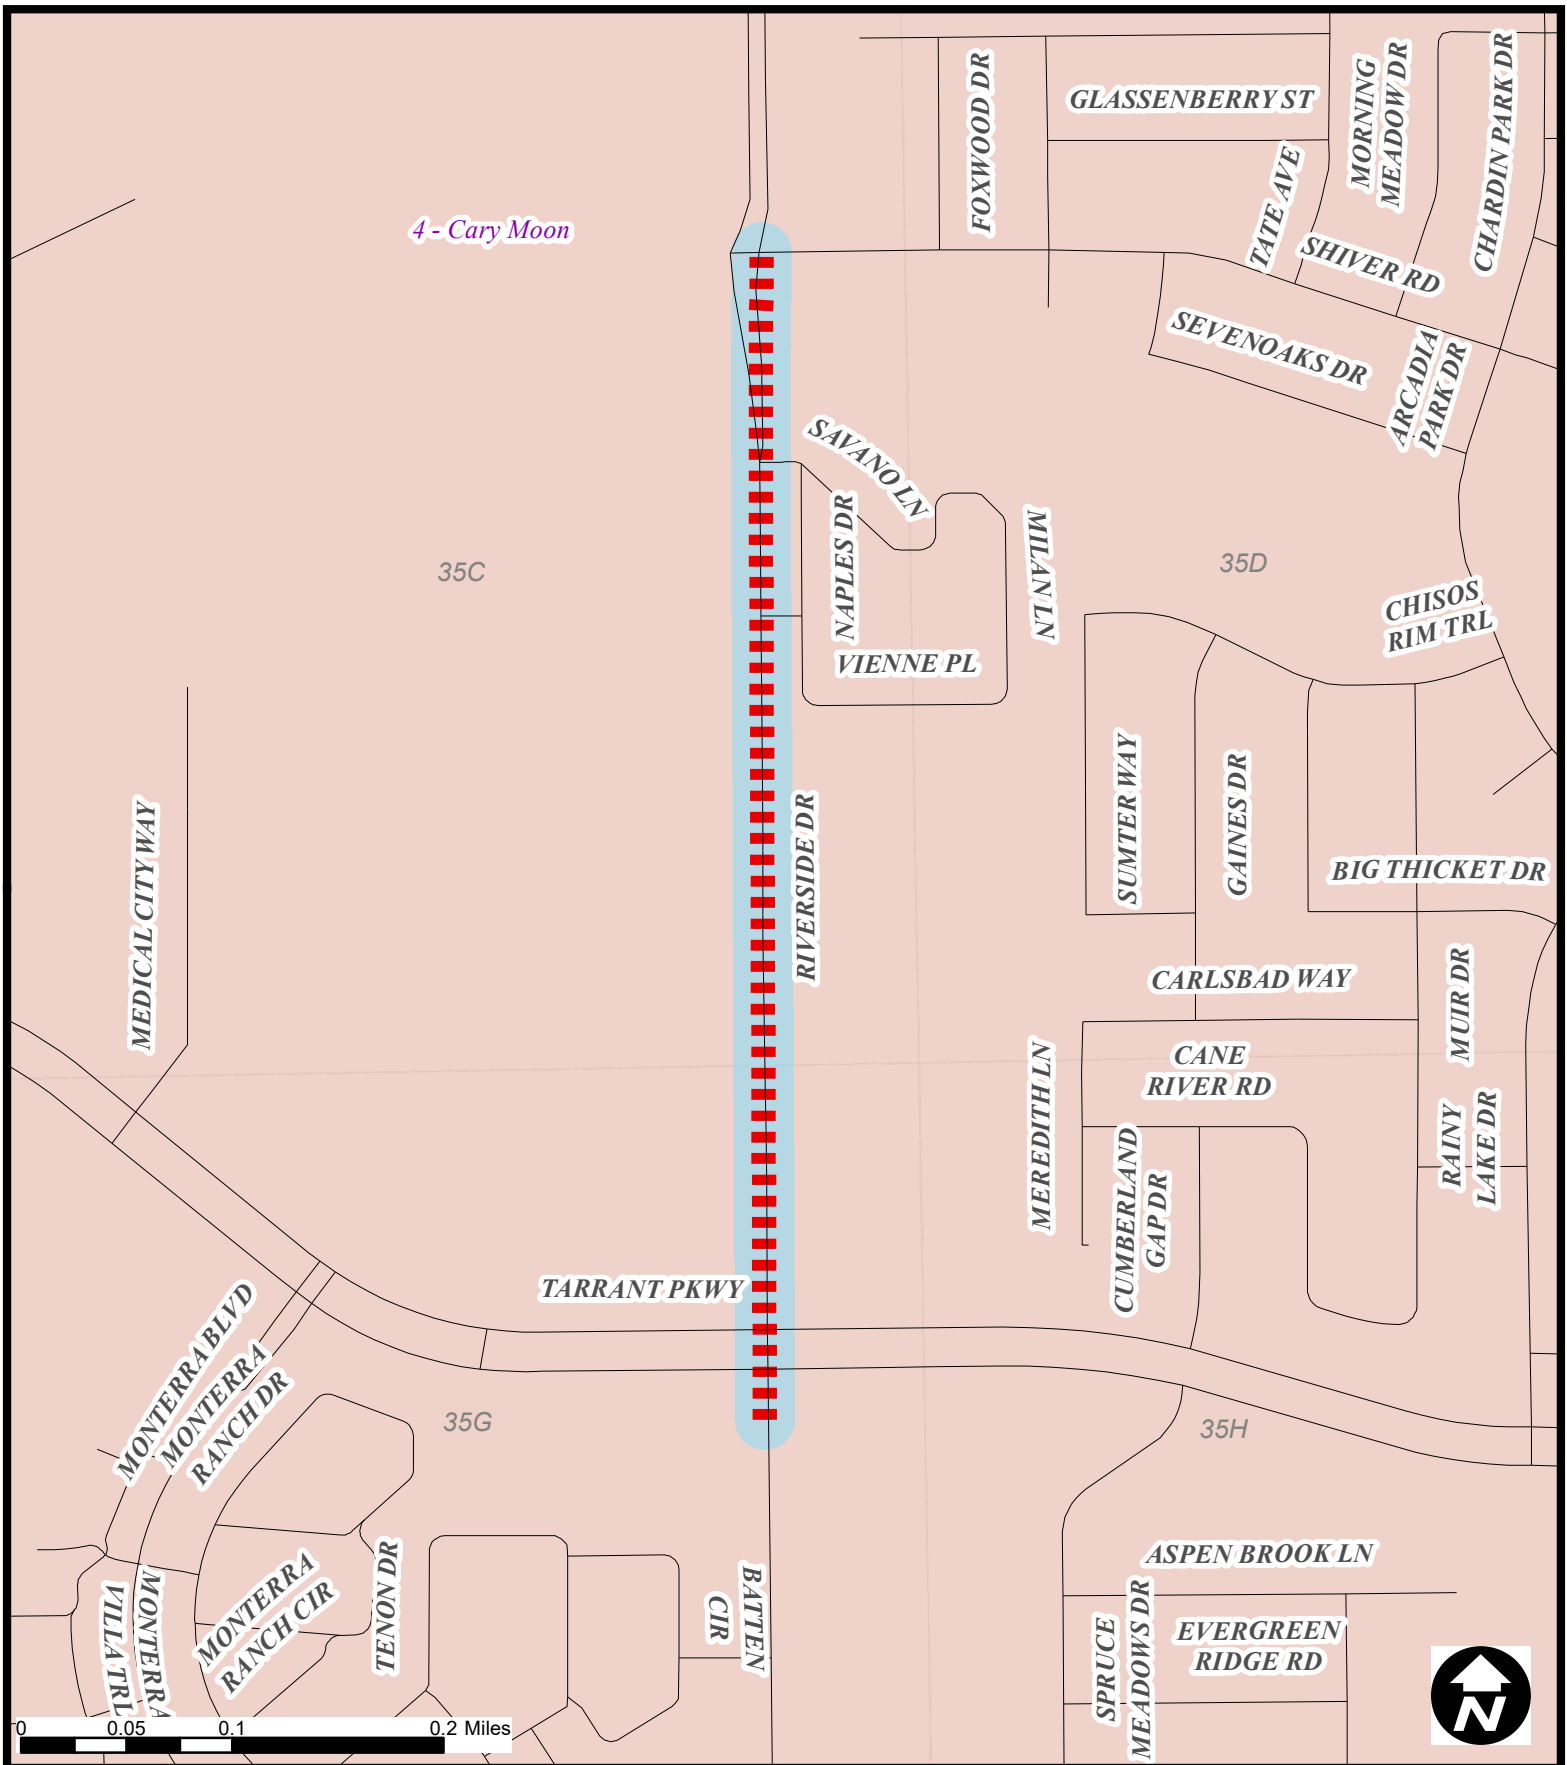 FOXWOOD DR
GLASSENBERRY ST
MORNING
MEADOW DR
CHARDIN PARK DR
TATE AVE
4 - Cary Moon
SHIVER RD
SEVENOAKS DR
ARCADIA
PARK DR
SAVANO LN
NAPLES DR
MILAN LN
35C
35D
CHISOS
RIM TRL
VIENNE PL
MEDICAL CITY WAY
RIVERSIDE DR
SUMTER WAY
GAINES DR
BIG THICKET DR
CARLSBAD WAY
MUIR DR
CANE
RIVER RD
MEREDITH LN
CUMBERLAND
GAP DR
RAINY
LAKE DR
TARRANT PKWY
MONTERRA BLVD
MONTERRA
RANCH DR
35G
35H
MONTERRA
VILLA TRL
MONTERRA
RANCH CIR
TENON DR
BATTEN
CIR
ASPEN BROOK LN
SPRUCE
MEADOWS DR
EVERGREEN
RIDGE RD
0 0.05 0.1 0.2 Miles
N